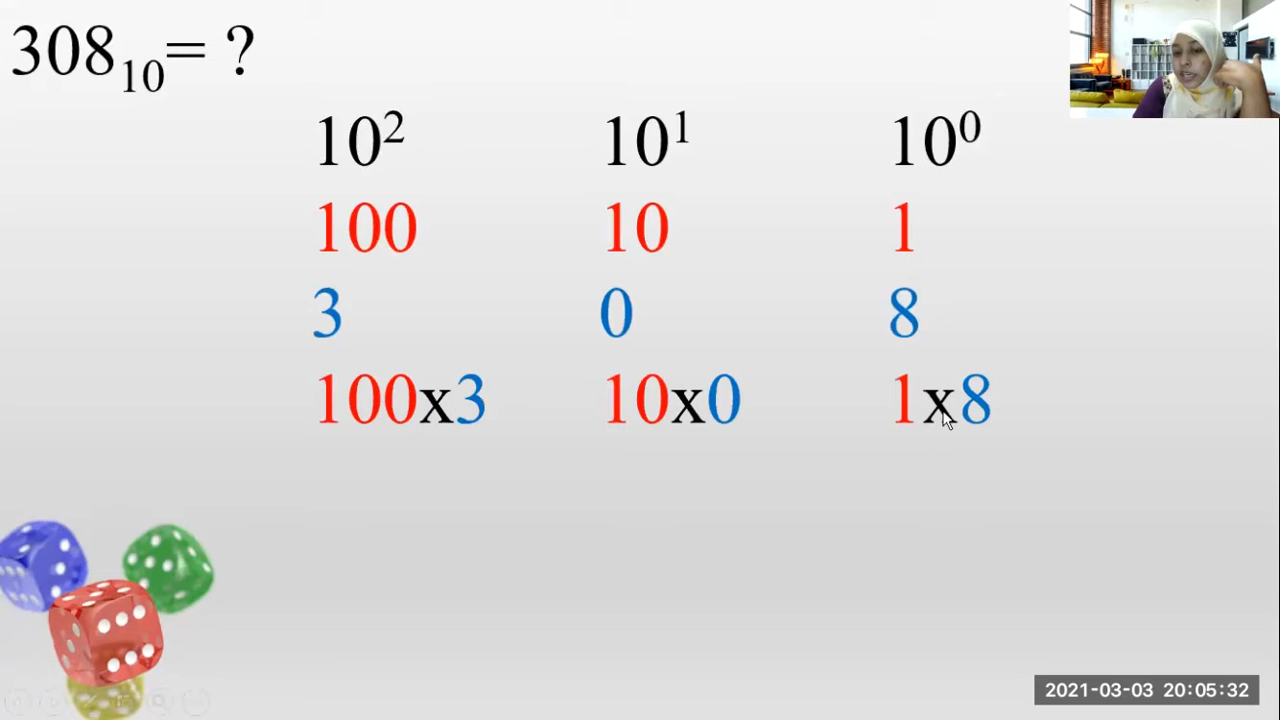 308₁₀= ?
10² 10¹ 10⁰
100 10 1
3 0 8
100x3 10x0 1x8
2021-03-03 20:05:32